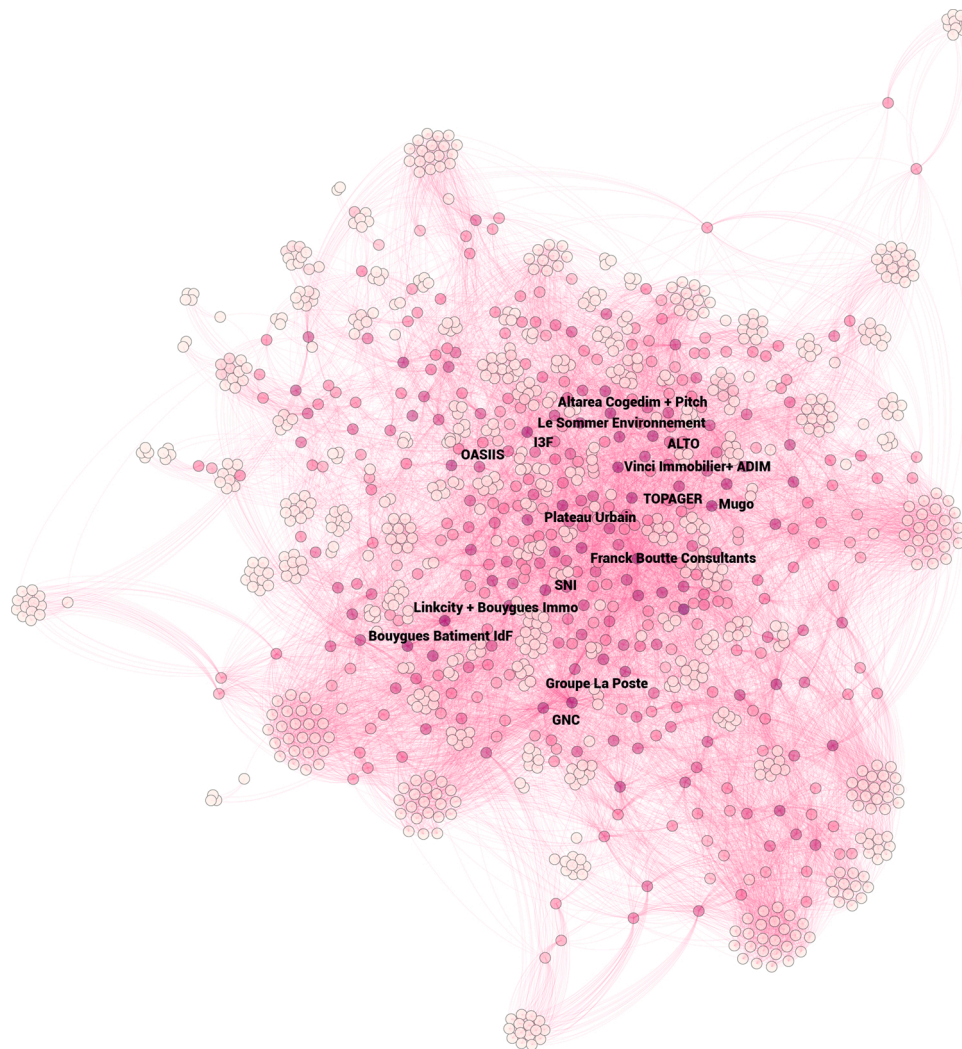 Altarea Cogedim + Pitch
Le Sommer Environnement
I3F
ALTO
OASIIS
Vinci Immobilier+ ADIM
TOPAGER
Mugo
Plateau Urbain
Franck Boutte Consultants
SNI
Linkcity + Bouygues Immo
Bouygues Batiment IdF
Groupe La Poste
GNC